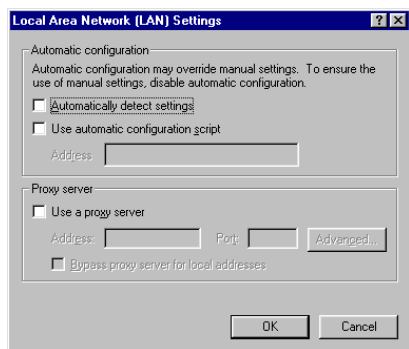 Local Area Network (LAN) Settings
Automatic configuration
Automatic configuration may override manual settings. To ensure the
use of manual settings, disable automatic configuration.
Automatically detect settings
Use automatic configuration script
Address
Proxy server
Use a proxy server
Address: Port: Advanced...
Bypass proxy server for local addresses
OK Cancel